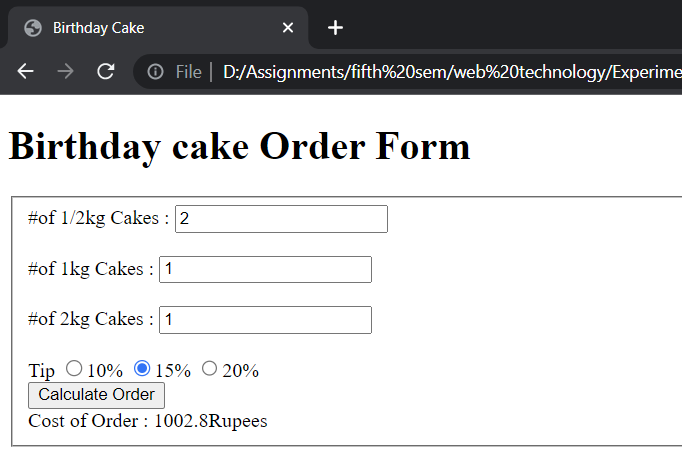 Birthday Cake
File | D:/Assignments/fifth%20sem/web%20technology/Experime
Birthday cake Order Form
#of 1/2kg Cakes : 2
#of 1kg Cakes : 1
#of 2kg Cakes : 1
Tip 10% 15% 20%
Calculate Order
Cost of Order : 1002.8Rupees